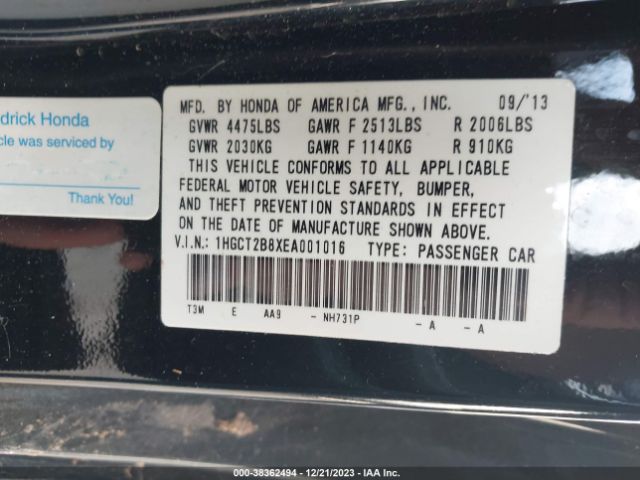 drick Honda
cle was serviced by
Thank You!
MFD. BY HONDA OF AMERICA MFG., INC. 09/'13
GVWR 4475LBS GAWR F 2513LBS R 2006LBS
GVWR 2030KG GAWR F 1140KG R 910KG
THIS VEHICLE CONFORMS TO ALL APPLICABLE
FEDERAL MOTOR VEHICLE SAFETY, BUMPER,
AND THEFT PREVENTION STANDARDS IN EFFECT
ON THE DATE OF MANUFACTURE SHOWN ABOVE.
V.I.N.: 1HGCT2B8XEA001016 TYPE: PASSENGER CAR
T3M E AA9 - NH731P - A - A
000-38362494 - 12/21/2023 - IAA Inc.